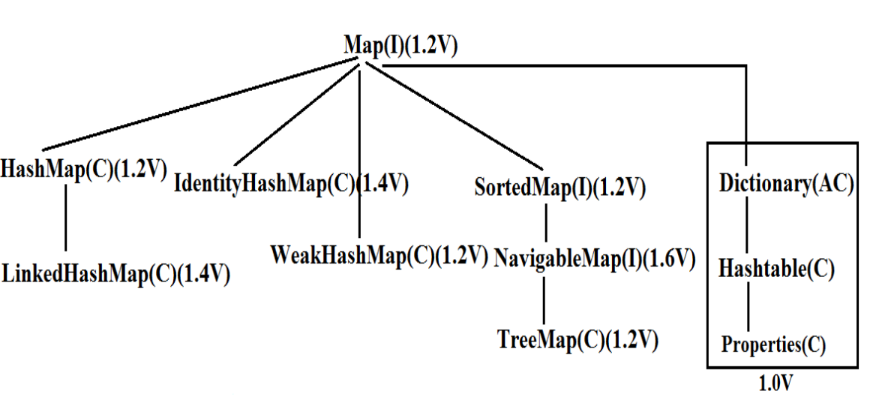 Map(I)(1.2V)
HashMap(C)(1.2V)
IdentityHashMap(C)(1.4V)
SortedMap(I)(1.2V)
Dictionary(AC)
LinkedHashMap(C)(1.4V)
WeakHashMap(C)(1.2V)
NavigableMap(I)(1.6V)
Hashtable(C)
TreeMap(C)(1.2V)
Properties(C)
1.0V